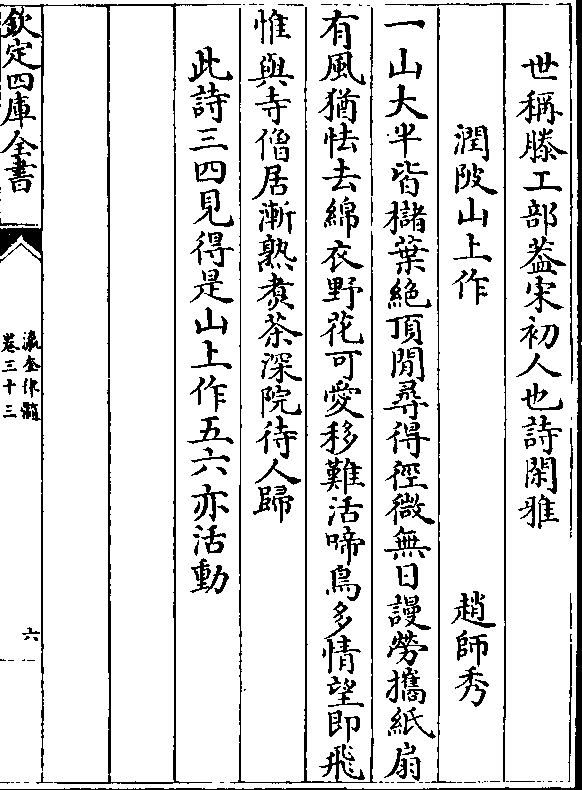 世稱滕工部蓋宋初人也詩閑雅
澗陂山上作　趙師秀
一山大半皆櫧葉絶頂閒尋得徑微無日謾勞攜紙扇
有風猶怯去綿衣野花可愛移難活啼鳥多情望即飛
惟與寺僧居漸熟煑茶深院待人歸
此詩三四見得是山上作五六亦活動
欽定四庫全書
瀛奎律髓
卷三十三
六